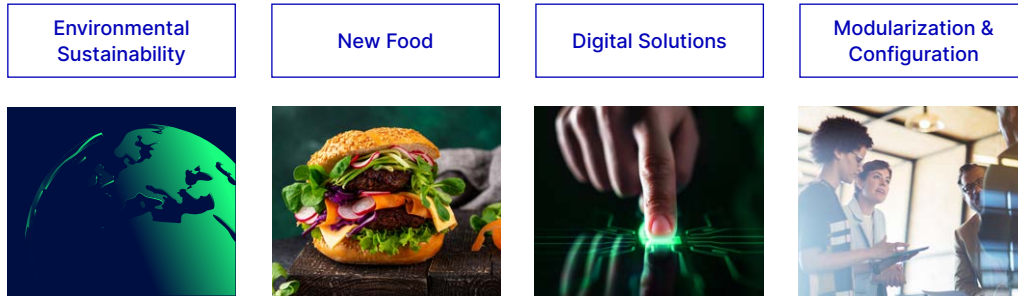 Environmental
Sustainability
New Food
Digital Solutions
Modularization &
Configuration